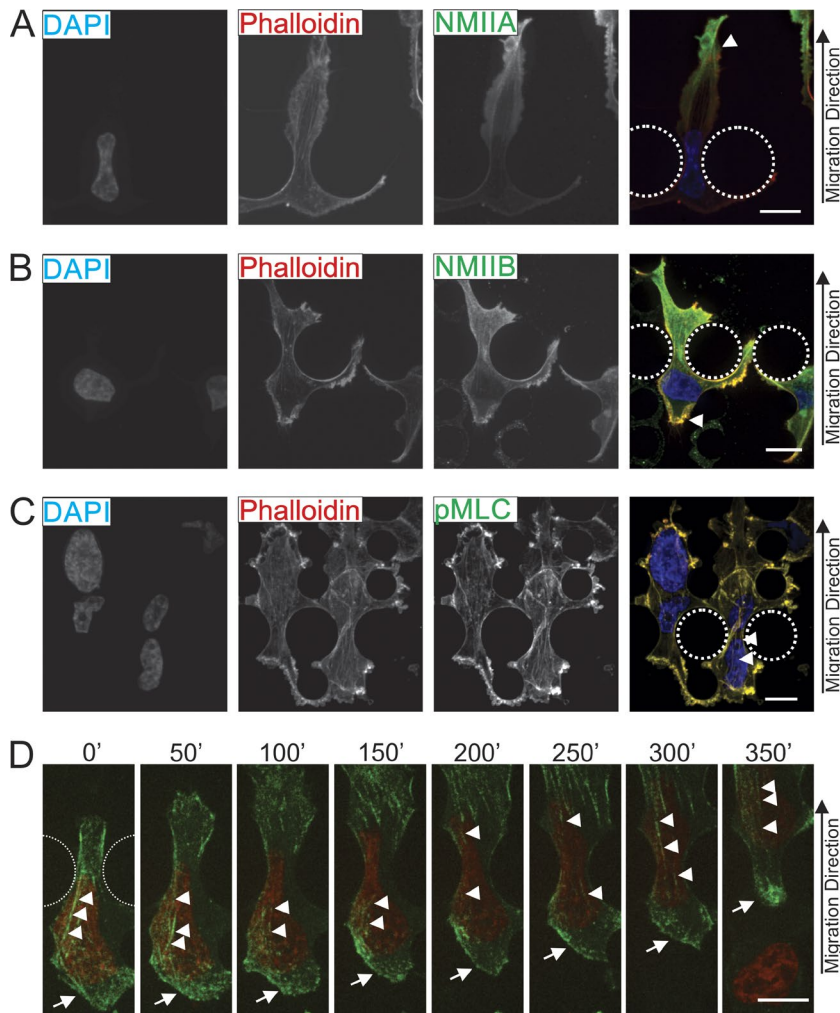 A DAPI Phalloidin NMIIA
Migration Direction
B DAPI Phalloidin NMIIB
Migration Direction
C DAPI Phalloidin pMLC
Migration Direction
D 0’ 50’ 100’ 150’ 200’ 250’ 300’ 350’
Migration Direction